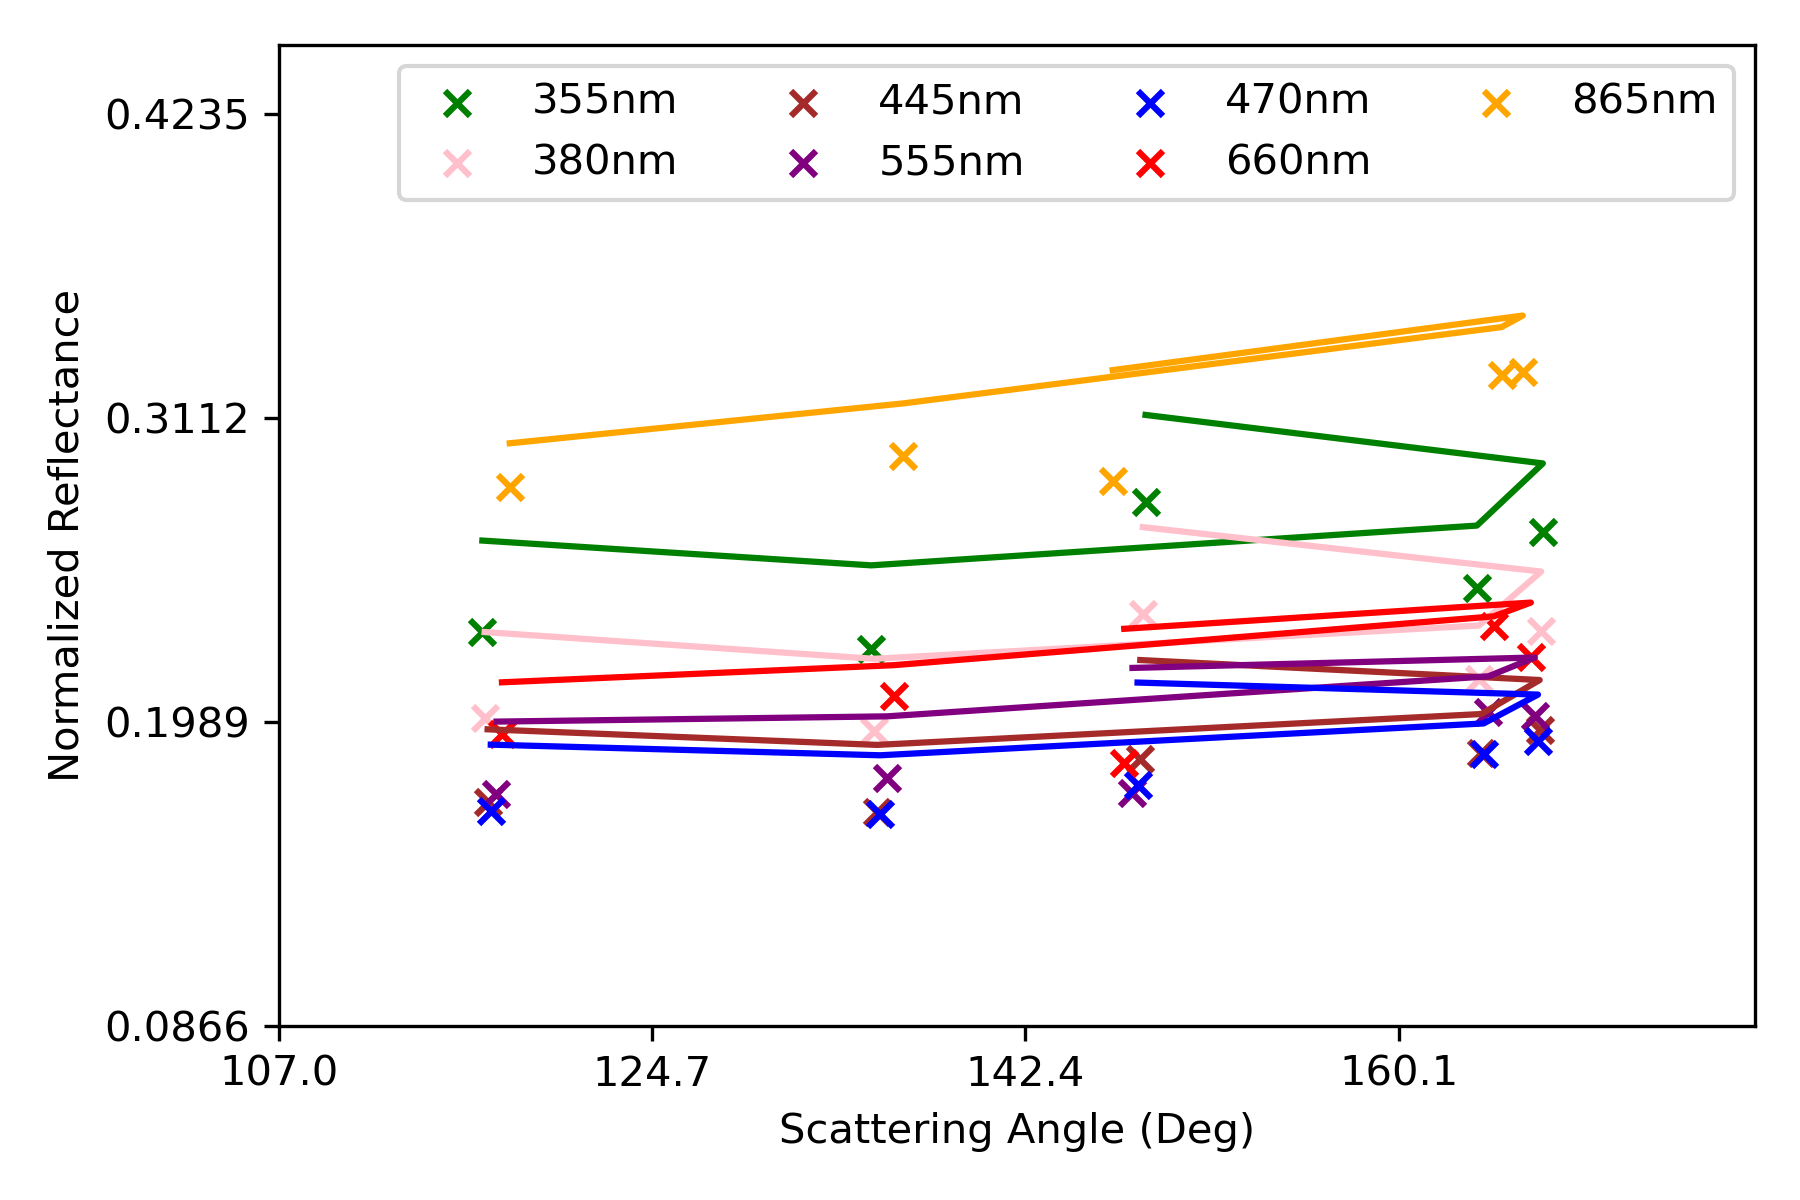 355nm 445nm 470nm 865nm
380nm 555nm 660nm
Normalized Reflectance
0.4235
0.3112
0.1989
0.0866
107.0 124.7 142.4 160.1
Scattering Angle (Deg)